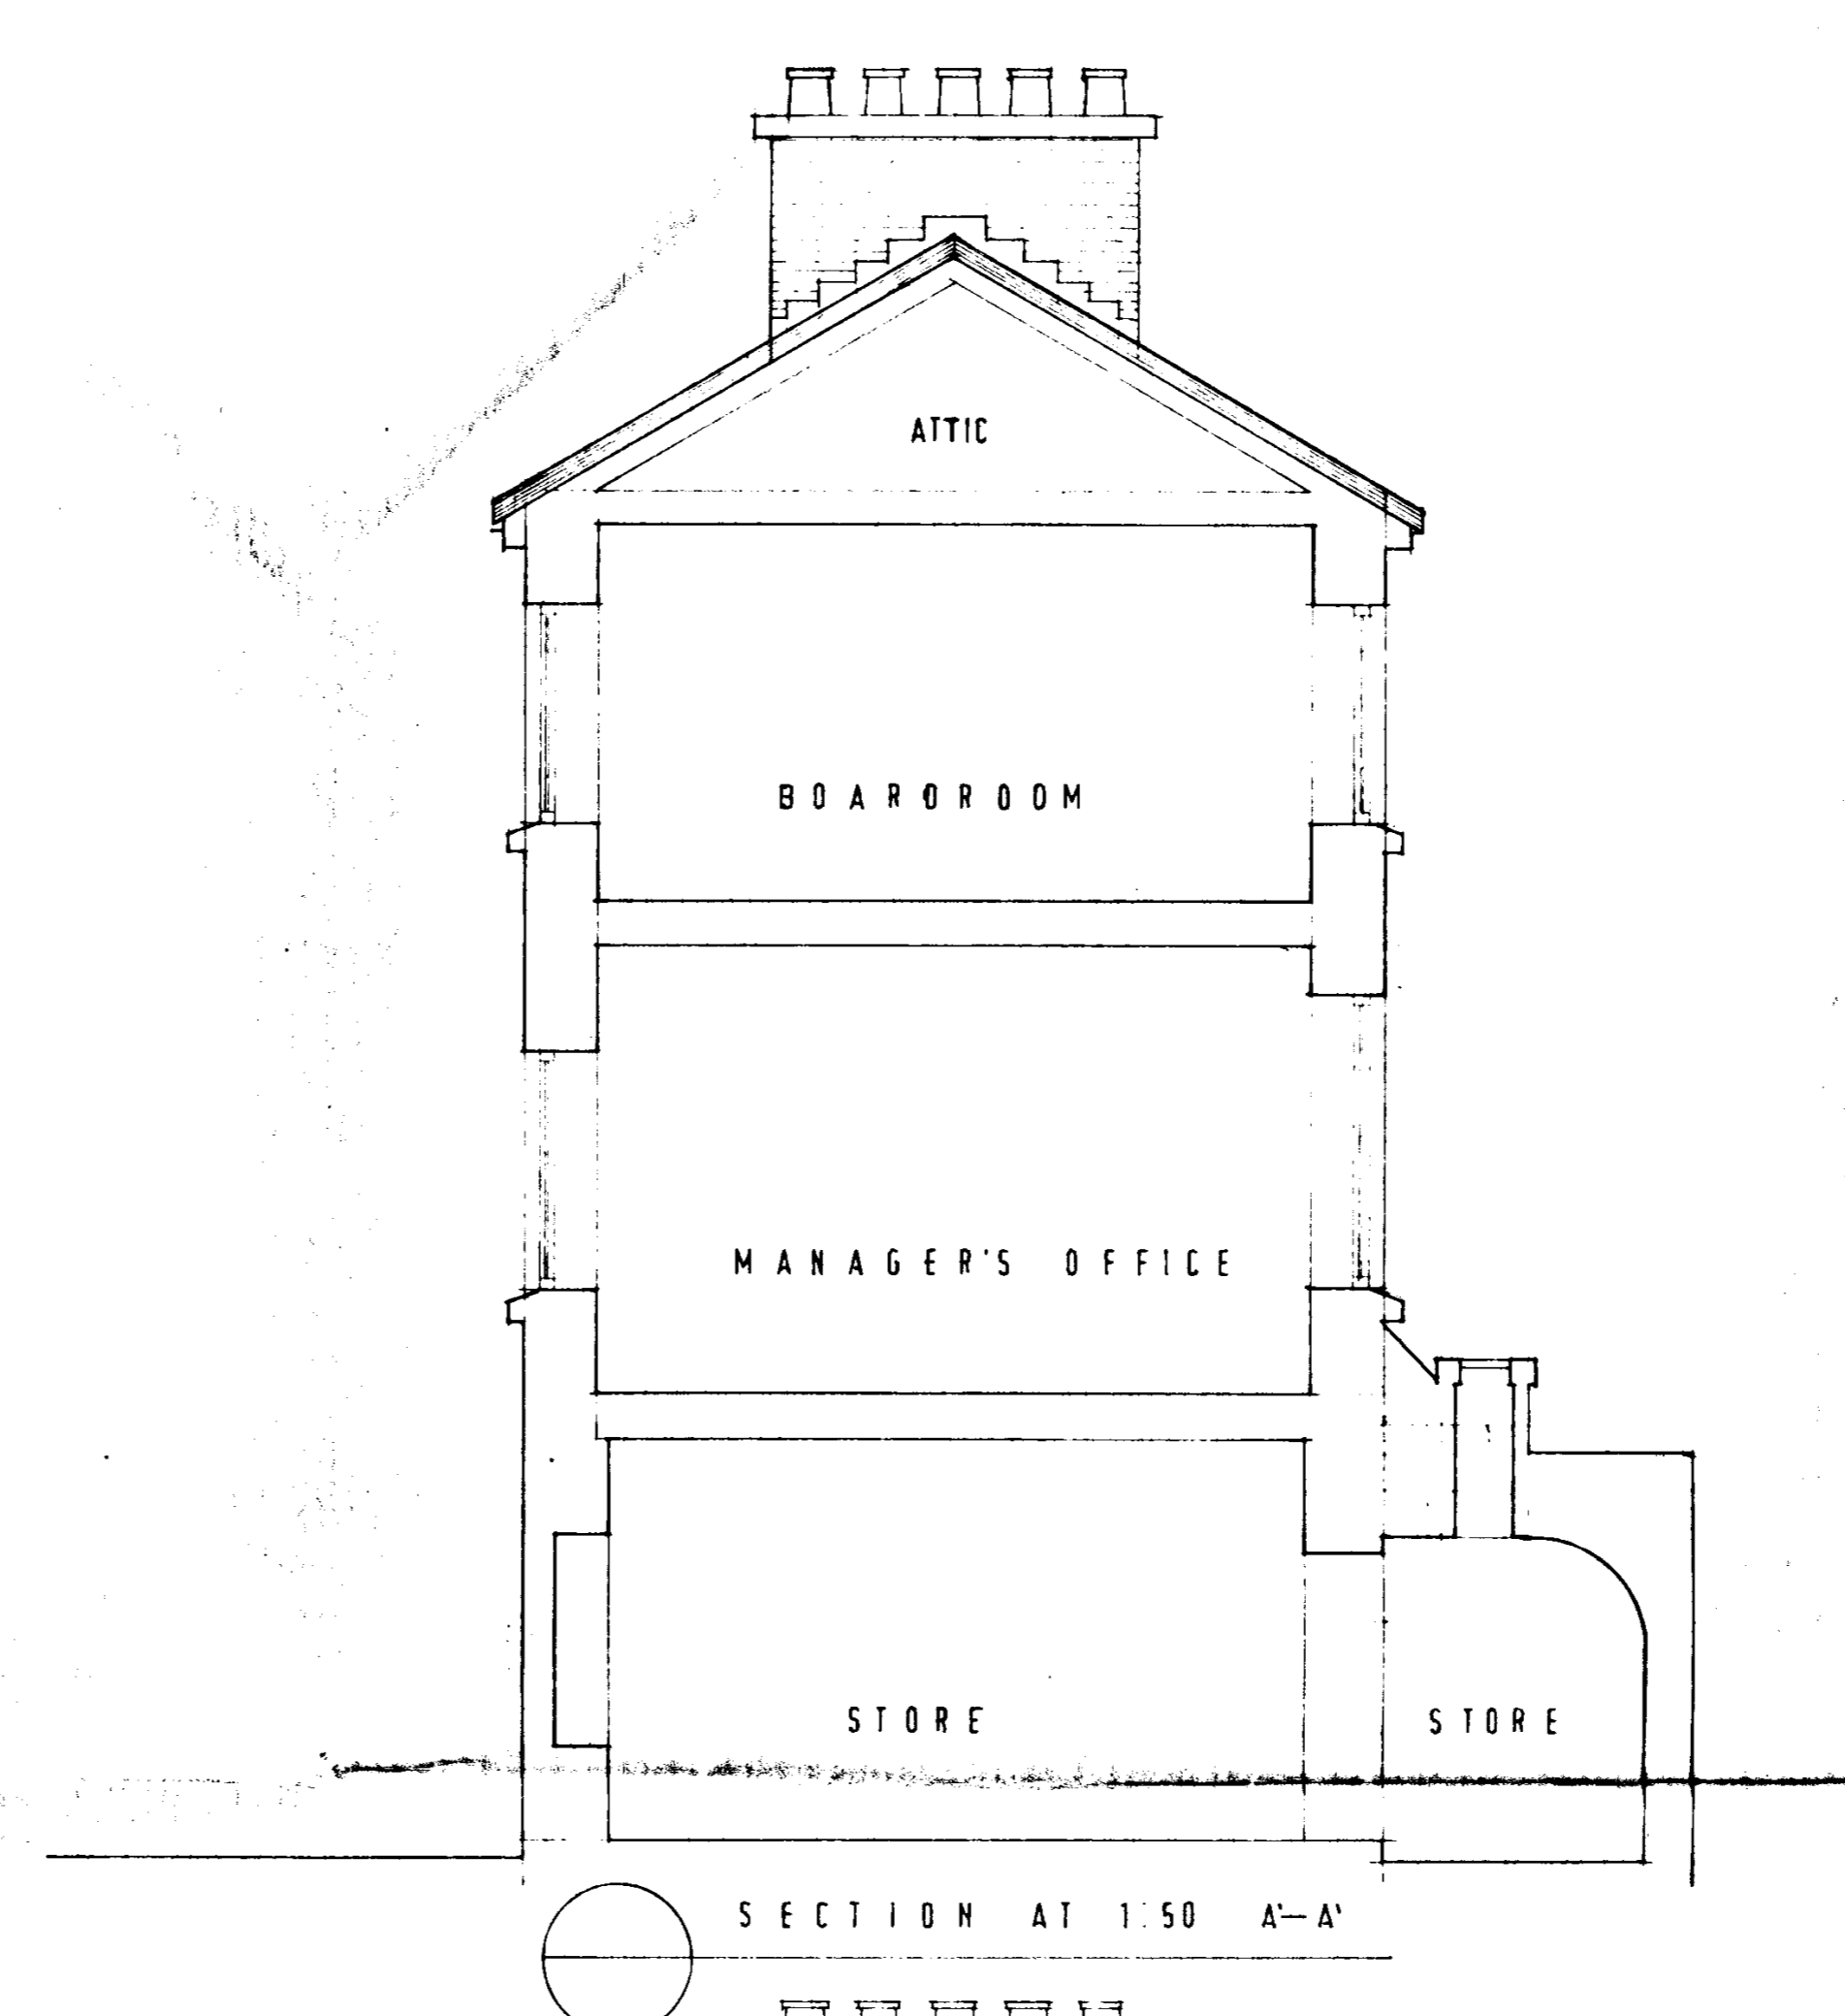 ATTIC
BOARDROOM
MANAGER'S OFFICE
STORE
STORE
SECTION AT 1:50 A'-A'